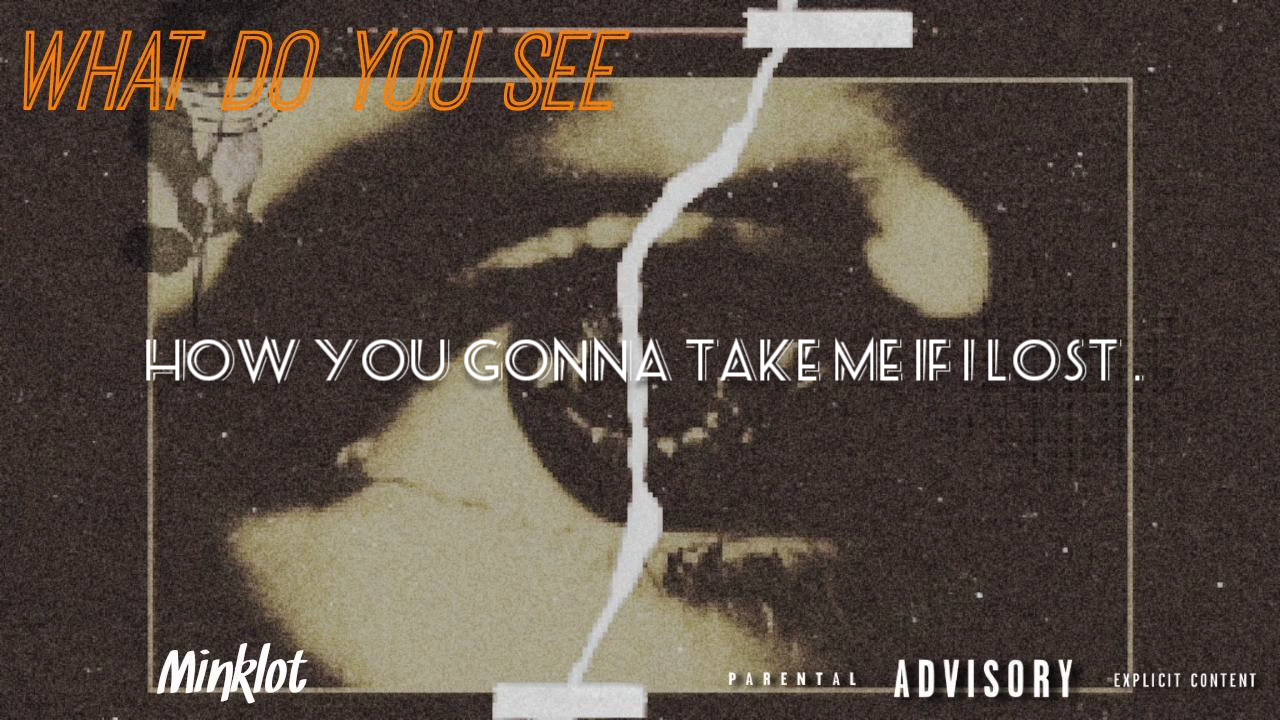 WHAT DO YOU SEE
HOW YOU GONNA TAKE ME IF I LOST .
Minklot
PARENTAL ADVISORY EXPLICIT CONTENT